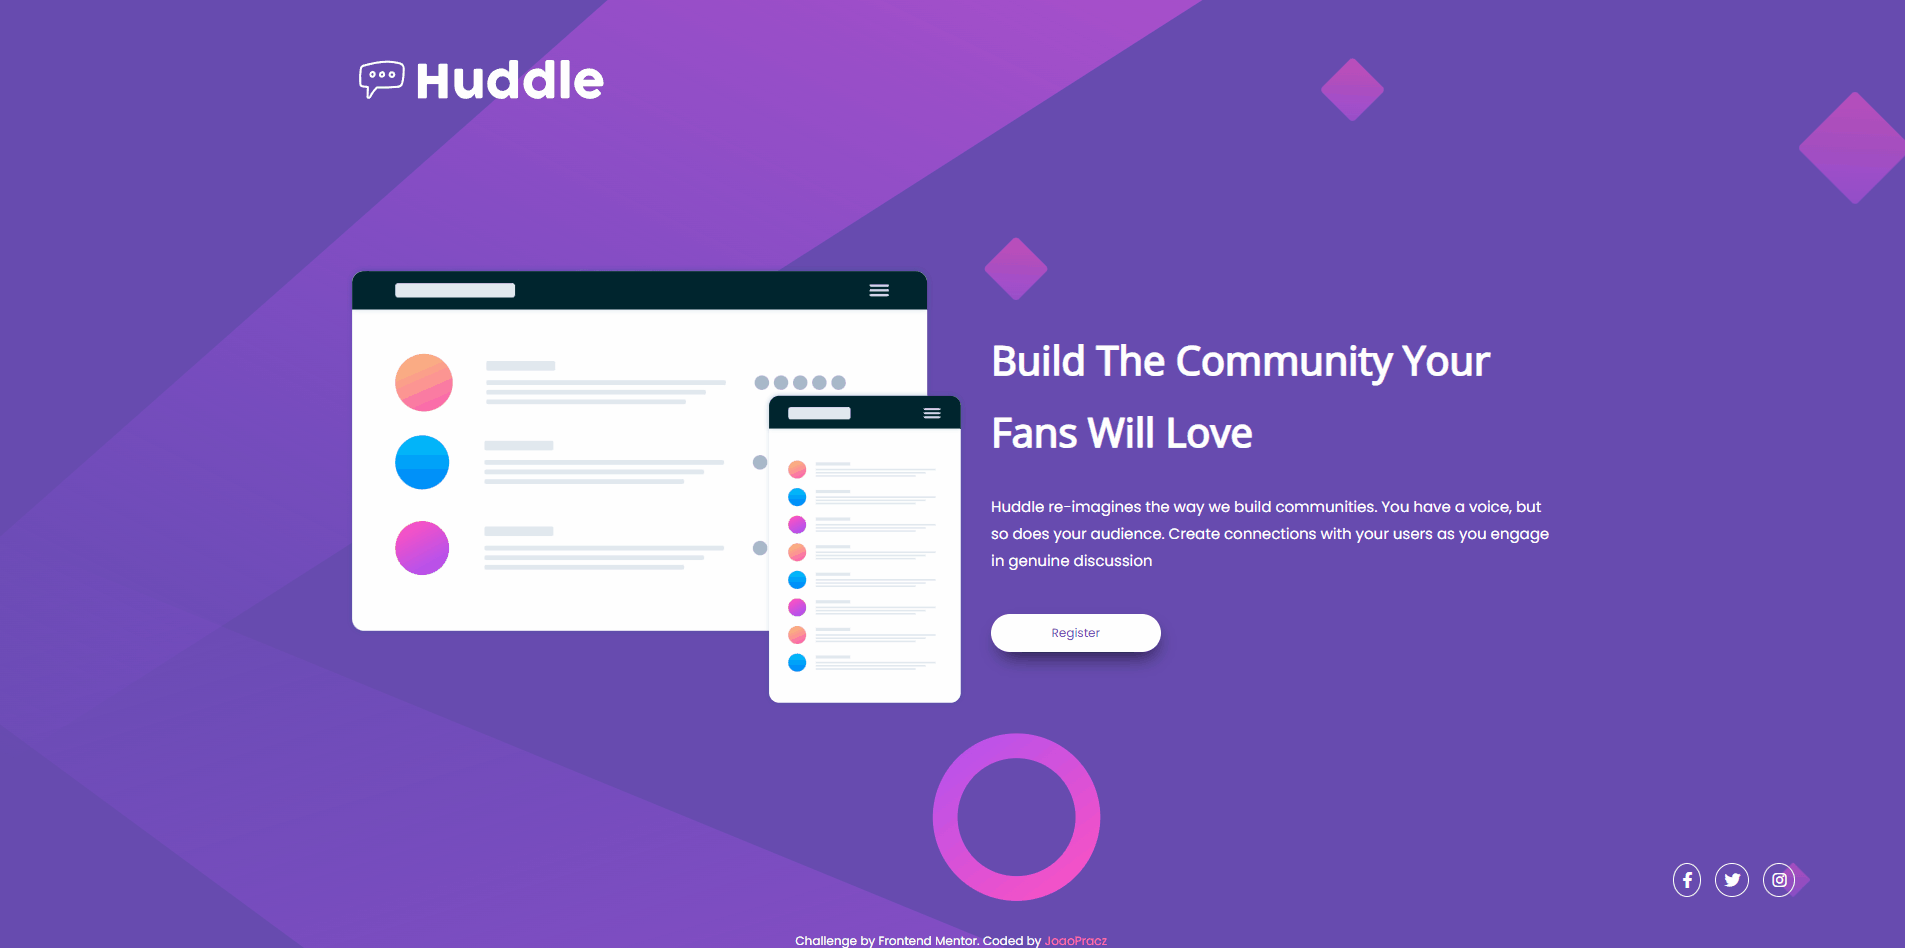 Huddle
Build The Community Your
Fans Will Love
Huddle re-imagines the way we build communities. You have a voice, but
so does your audience. Create connections with your users as you engage
in genuine discussion
Register
Challenge by Frontend Mentor. Coded by JoaoPracz